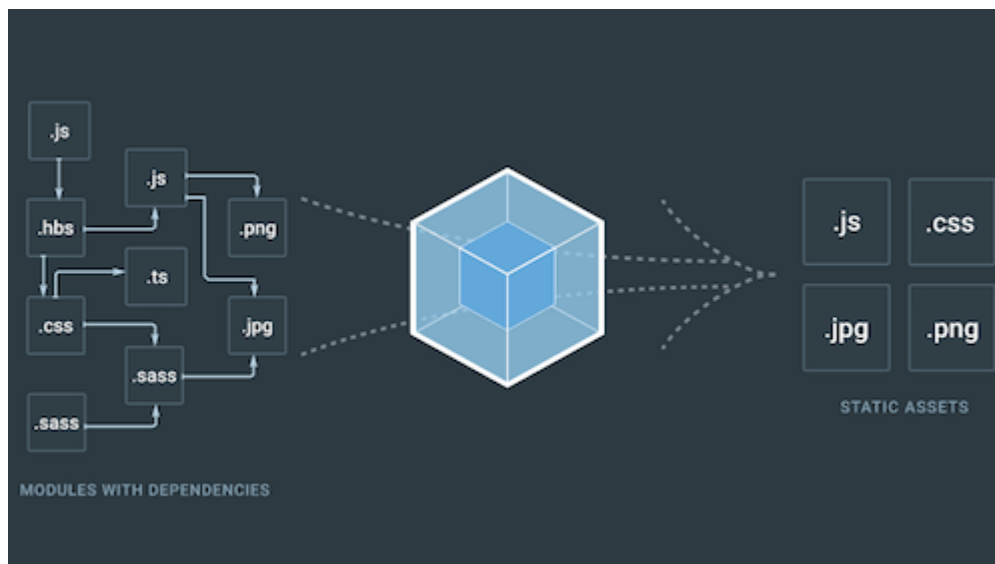 .js
.js
.hbs
.png
.ts
.css
.jpg
.sass
.sass
MODULES WITH DEPENDENCIES
.js
.css
.jpg
.png
STATIC ASSETS